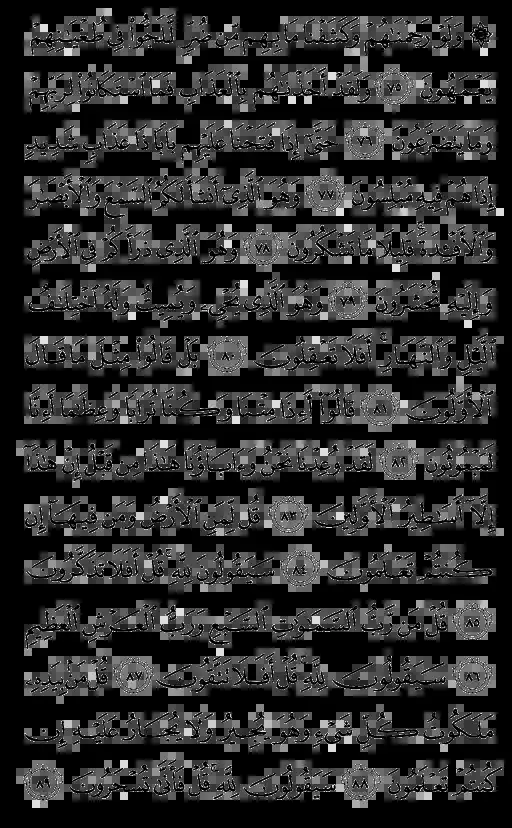 ۞ وَلَوْ رَحِمْنَٰهُمْ وَكَشَفْنَا مَا بِهِم مِّن ضُرٍّ لَّلَجُّوا۟ فِى طُغْيَٰنِهِمْ
يَعْمَهُونَ ٧٥ وَلَقَدْ أَخَذْنَٰهُم بِٱلْعَذَابِ فَمَا ٱسْتَكَانُوا۟ لِرَبِّهِمْ
وَمَا يَتَضَرَّعُونَ ٧٦ حَتَّىٰٓ إِذَا فَتَحْنَا عَلَيْهِم بَابًا ذَا عَذَابٍ شَدِيدٍ
إِذَا هُمْ فِيهِ مُبْلِسُونَ ٧٧ وَهُوَ ٱلَّذِىٓ أَنشَأَ لَكُمُ ٱلسَّمْعَ وَٱلْأَبْصَٰرَ
وَٱلْأَفْـِٔدَةَ ۚ قَلِيلًا مَّا تَشْكُرُونَ ٧٨ وَهُوَ ٱلَّذِى ذَرَأَكُمْ فِى ٱلْأَرْضِ
وَإِلَيْهِ تُحْشَرُونَ ٧٩ وَهُوَ ٱلَّذِى يُحْىِۦ وَيُمِيتُ وَلَهُ ٱخْتِلَٰفُ
ٱلَّيْلِ وَٱلنَّهَارِ ۚ أَفَلَا تَعْقِلُونَ ٨٠ بَلْ قَالُوا۟ مِثْلَ مَا قَالَ
ٱلْأَوَّلُونَ ٨١ قَالُوٓا۟ أَءِذَا مِتْنَا وَكُنَّا تُرَابًا وَعِظَٰمًا أَءِنَّا
لَمَبْعُوثُونَ ٨٢ لَقَدْ وُعِدْنَا نَحْنُ وَءَابَآؤُنَا هَٰذَا مِن قَبْلُ إِنْ هَٰذَآ
إِلَّآ أَسَٰطِيرُ ٱلْأَوَّلِينَ ٨٣ قُل لِّمَنِ ٱلْأَرْضُ وَمَن فِيهَآ إِن
كُنتُمْ تَعْلَمُونَ ٨٤ سَيَقُولُونَ لِلَّهِ ۚ قُلْ أَفَلَا تَذَكَّرُونَ
٨٥ قُلْ مَن رَّبُّ ٱلسَّمَٰوَٰتِ ٱلسَّبْعِ وَرَبُّ ٱلْعَرْشِ ٱلْعَظِيمِ
٨٦ سَيَقُولُونَ لِلَّهِ ۚ قُلْ أَفَلَا تَتَّقُونَ ٨٧ قُلْ مَنۢ بِيَدِهِۦ
مَلَكُوتُ كُلِّ شَىْءٍ وَهُوَ يُجِيرُ وَلَا يُجَارُ عَلَيْهِ إِن
كُنتُمْ تَعْلَمُونَ ٨٨ سَيَقُولُونَ لِلَّهِ ۚ قُلْ فَأَنَّىٰ تُسْحَرُونَ ٨٩